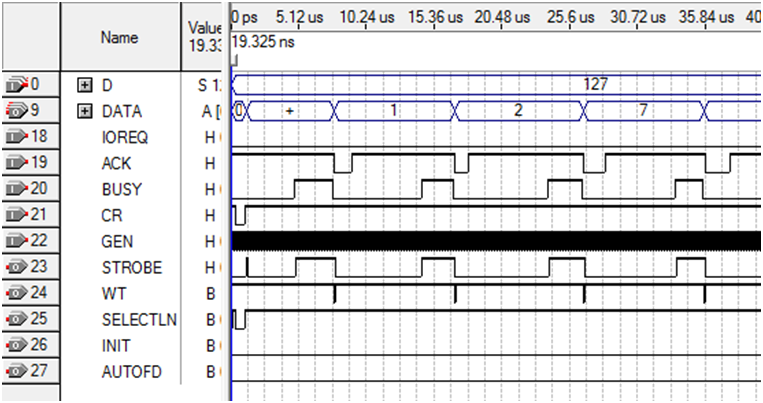 Name Value 19.33 0 ps 5.12 us 10.24 us 15.36 us 20.48 us 25.6 us 30.72 us 35.84 us 40
19.325 ns
0 D S 12 127
9 DATA A [ 0 + 1 2 7
18 IOREQ H
19 ACK H
20 BUSY H
21 CR H
22 GEN H
23 STROBE H
24 WT B
25 SELECTLN B
26 INIT B
27 AUTOFD B